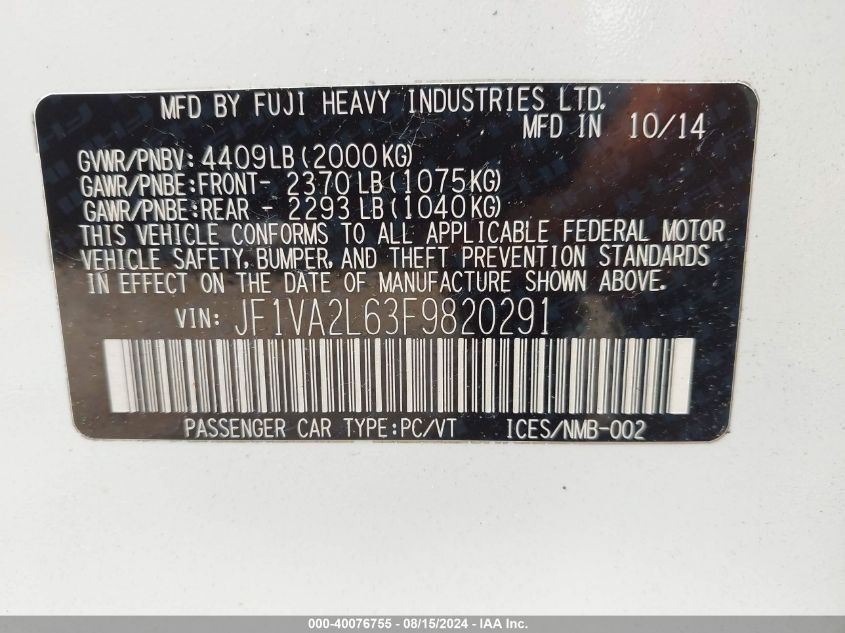 MFD BY FUJI HEAVY INDUSTRIES LTD.
MFD IN 10/14
GVWR/PNBV: 4409LB(2000KG)
GAWR/PNBE:FRONT- 2370LB(1075KG)
GAWR/PNBE:REAR - 2293LB(1040KG)
THIS VEHICLE CONFORMS TO ALL APPLICABLE FEDERAL MOTOR
VEHICLE SAFETY, BUMPER, AND THEFT PREVENTION STANDARDS
IN EFFECT ON THE DATE OF MANUFACTURE SHOWN ABOVE.
VIN: JF1VA2L63F9820291
PASSENGER CAR TYPE:PC/VT ICES/NMB-002
000-40076755 - 08/15/2024 - © IAA, Inc.